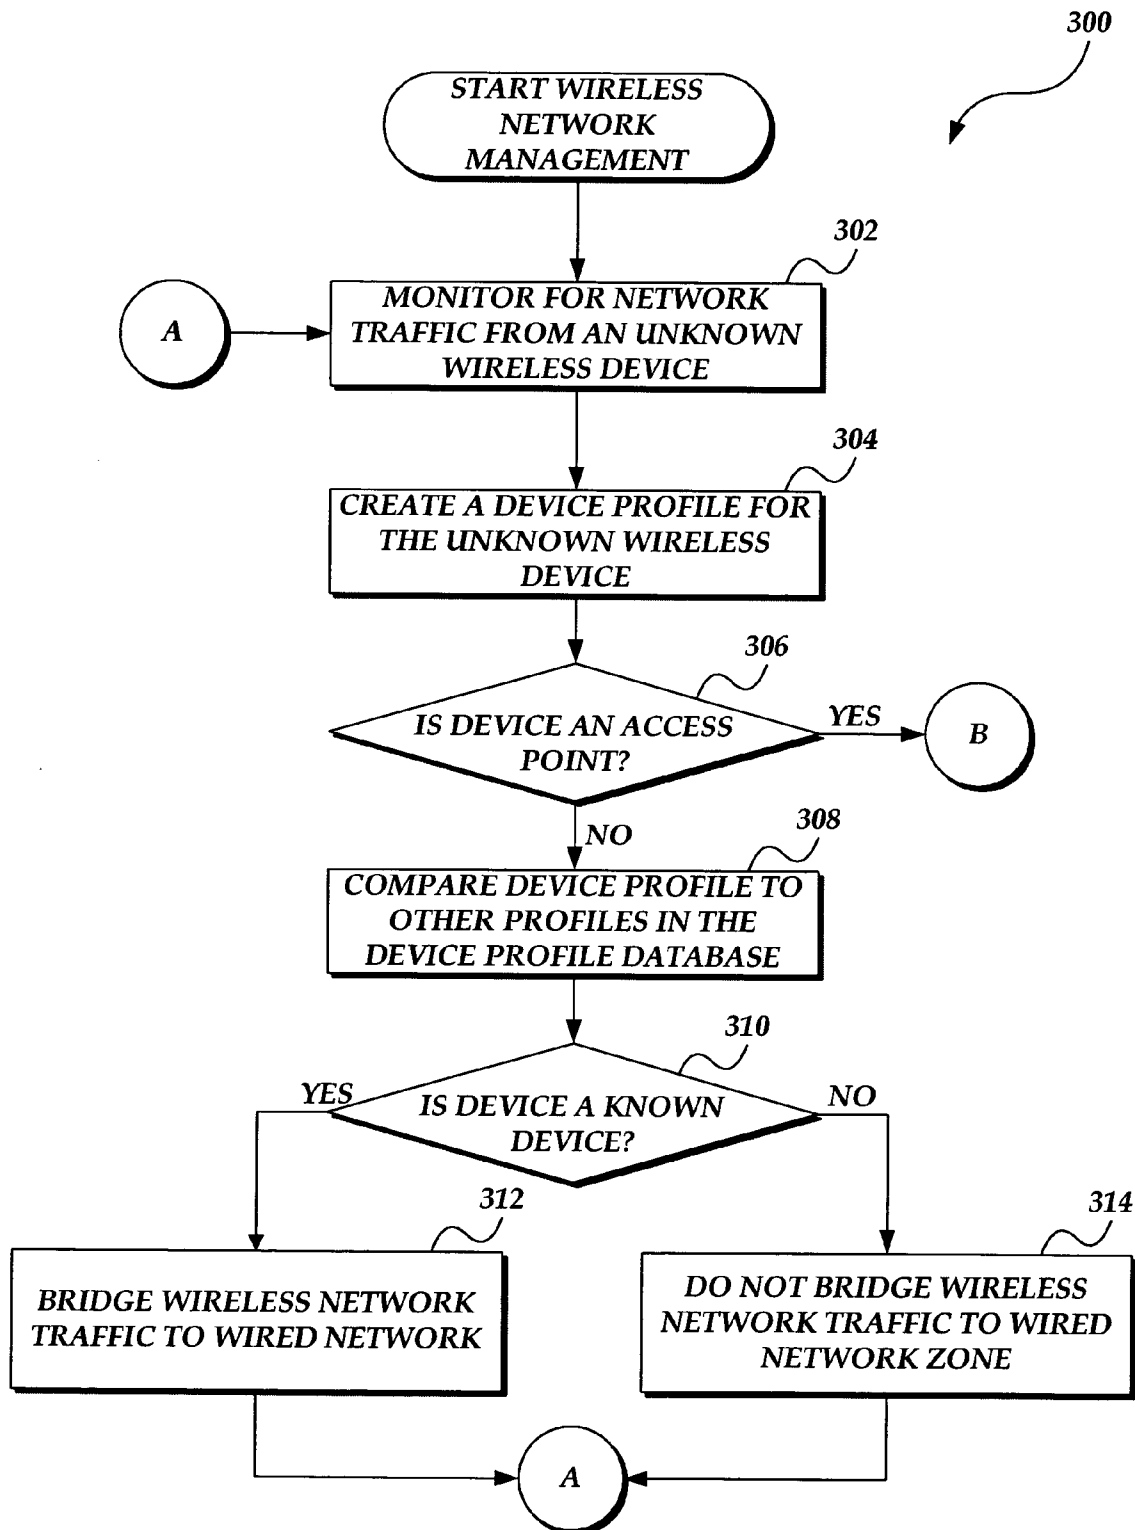 300
START WIRELESS
NETWORK
MANAGEMENT
302
MONITOR FOR NETWORK
TRAFFIC FROM AN UNKNOWN
WIRELESS DEVICE
A
304
CREATE A DEVICE PROFILE FOR
THE UNKNOWN WIRELESS
DEVICE
306
IS DEVICE AN ACCESS
POINT?
YES
B
NO
308
COMPARE DEVICE PROFILE TO
OTHER PROFILES IN THE
DEVICE PROFILE DATABASE
310
YES
IS DEVICE A KNOWN
DEVICE?
NO
312
BRIDGE WIRELESS NETWORK
TRAFFIC TO WIRED NETWORK
314
DO NOT BRIDGE WIRELESS
NETWORK TRAFFIC TO WIRED
NETWORK ZONE
A